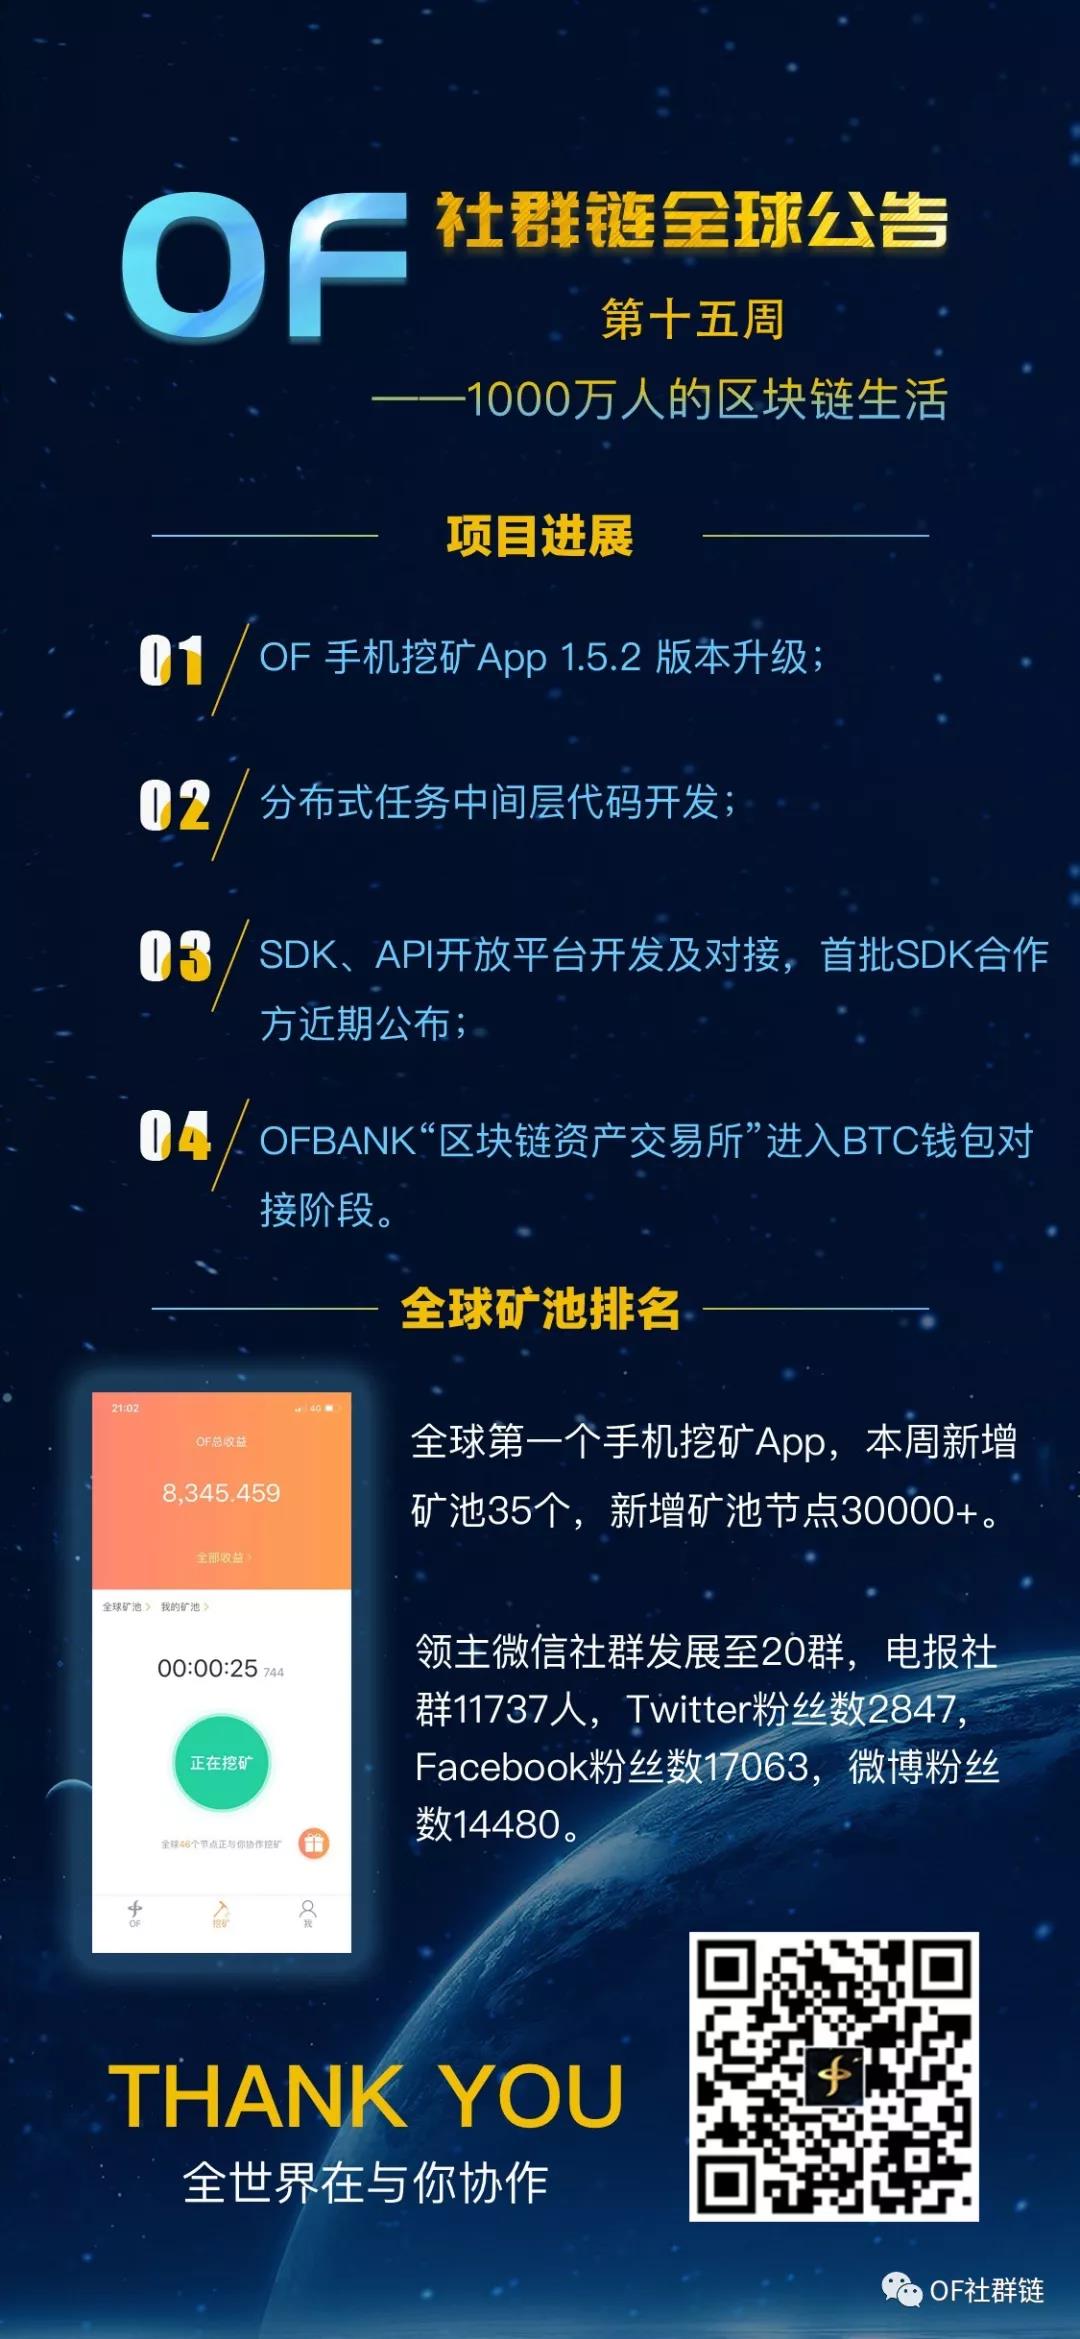 OF 社群链全球公告
第十五周
——1000万人的区块链生活
项目进展
01 OF 手机挖矿App 1.5.2 版本升级；
02 分布式任务中间层代码开发；
03 SDK、API开放平台开发及对接，首批SDK合作
方近期公布；
04 OFBANK“区块链资产交易所”进入BTC钱包对
接阶段。
全球矿池排名
21:02 4G
OF总收益
8,345.459
全部收益 >
全球矿池 > 我的矿池 >
00:00:25 744
正在挖矿
全球46个节点正与你协作挖矿
OF 挖矿 我
全球第一个手机挖矿App，本周新增
矿池35个，新增矿池节点30000+。
领主微信社群发展至20群，电报社
群11737人，Twitter粉丝数2847，
Facebook粉丝数17063，微博粉丝
数14480。
THANK YOU
全世界在与你协作
OF社群链